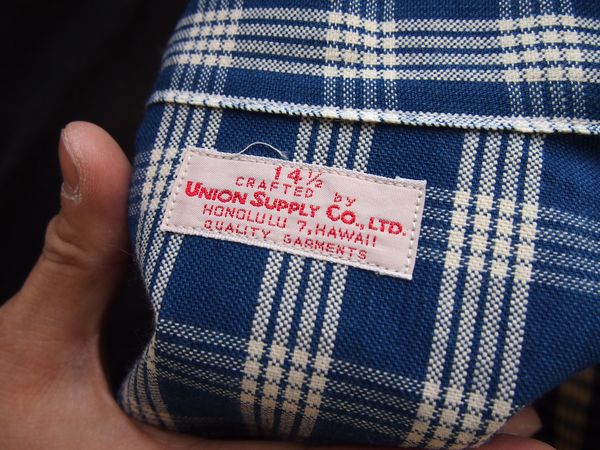 14½
CRAFTED by
UNION SUPPLY CO., LTD.
HONOLULU 7, HAWAII
QUALITY GARMENTS